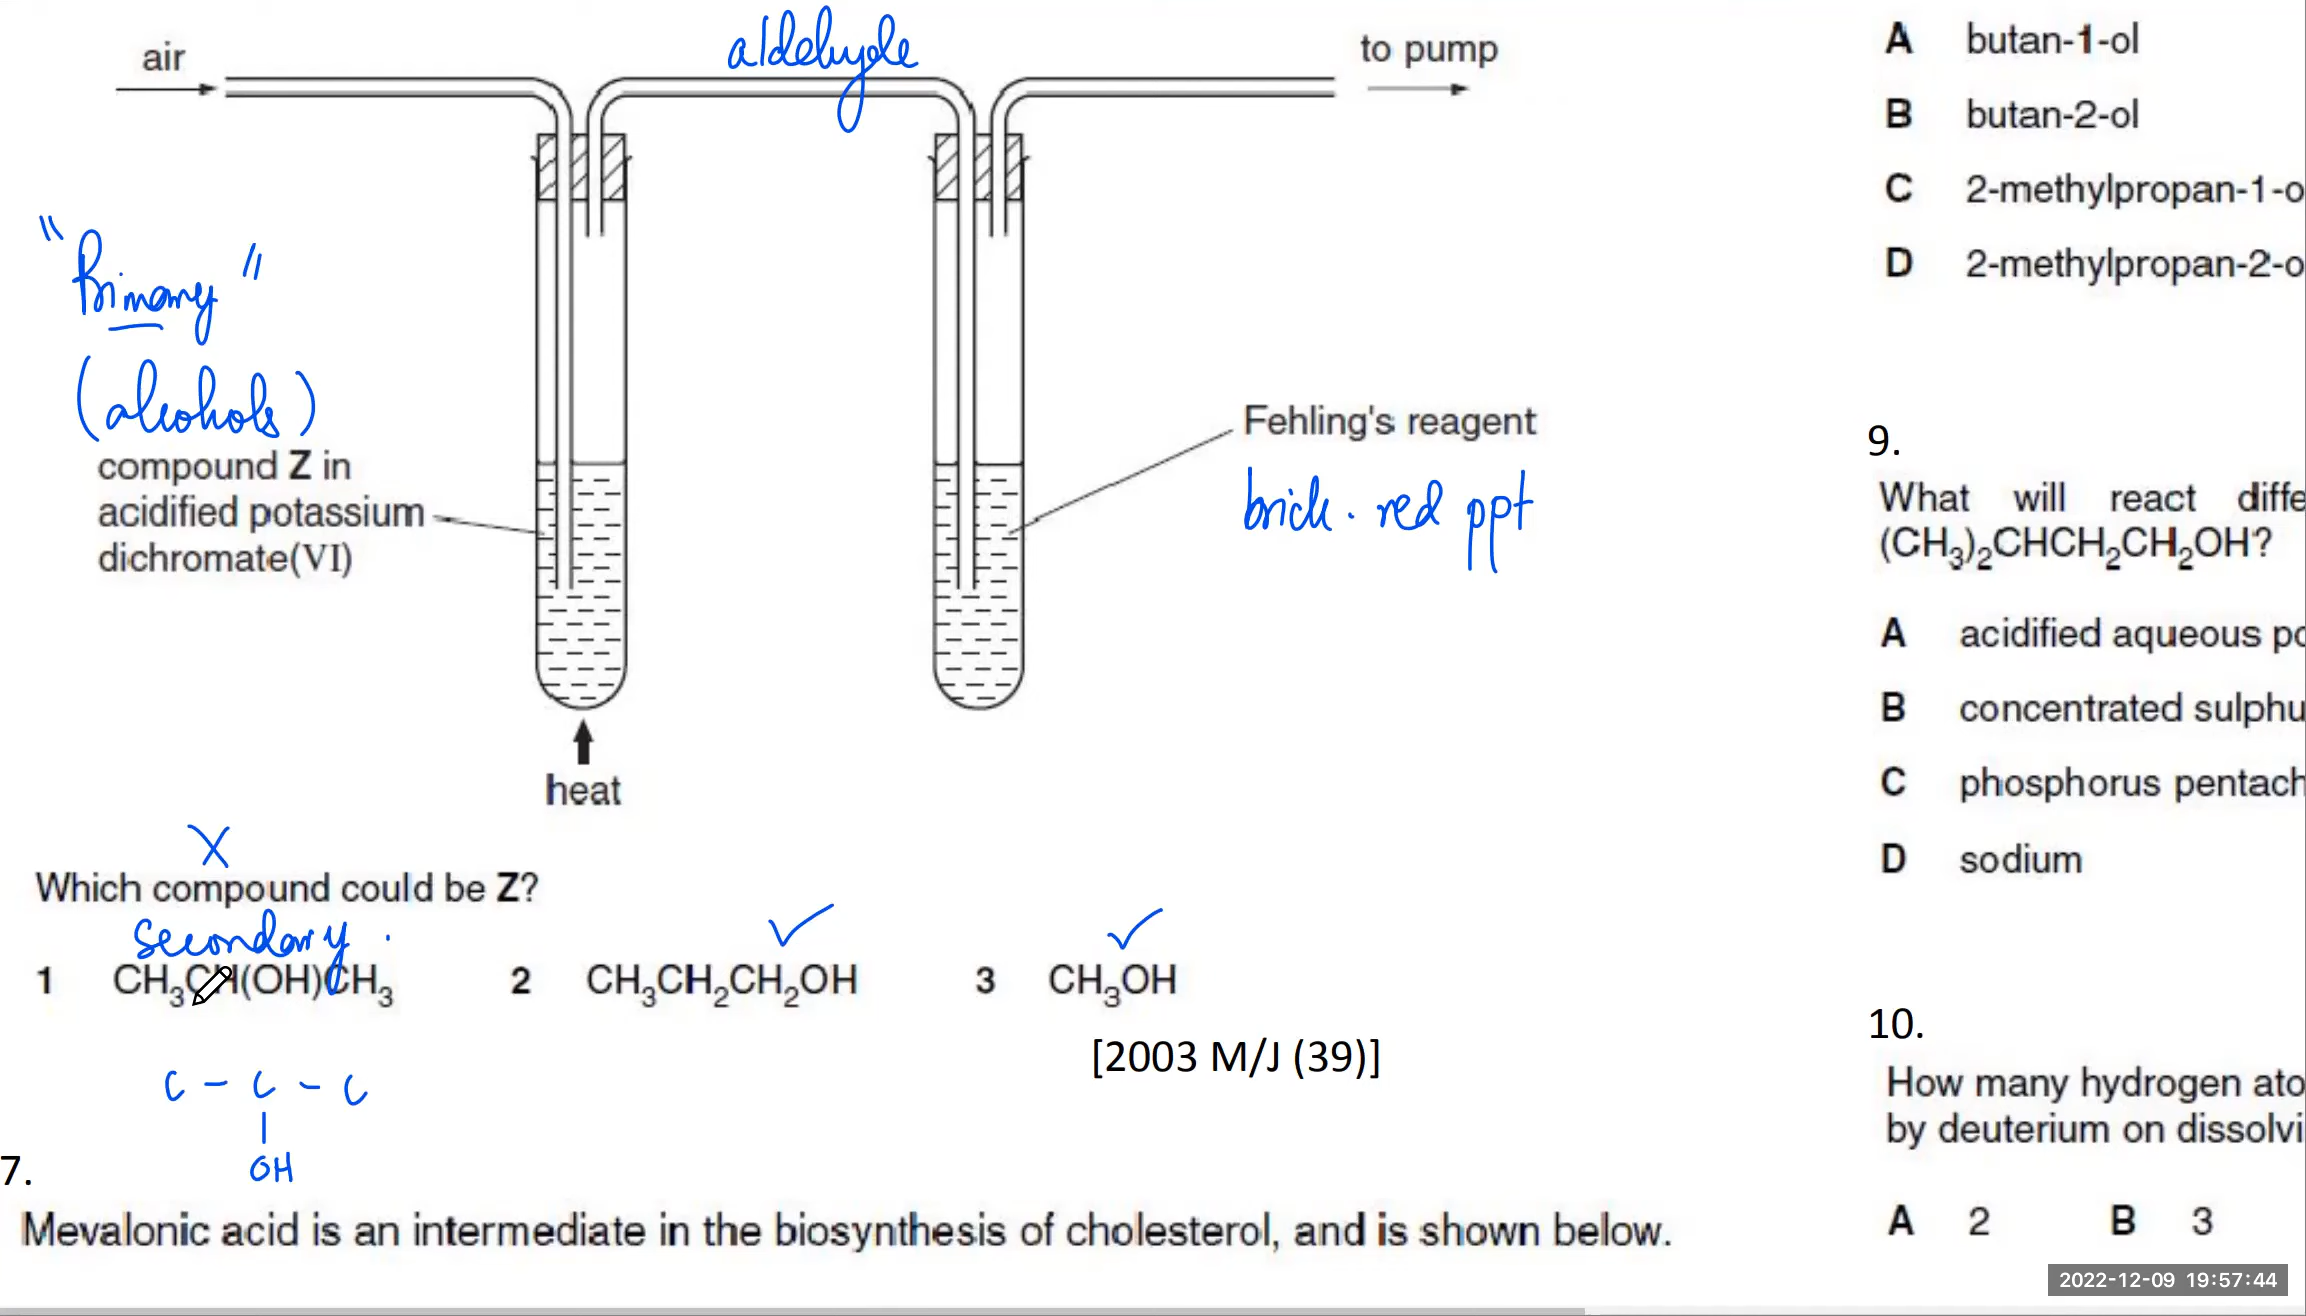 aldehyde
air
to pump
"Primary"
(alcohols)
compound Z in
acidified potassium
dichromate(VI)
Fehling's reagent
brick. red ppt
heat
X
Which compound could be Z?
secondary.
1 CH₃CH(OH)CH₃ 2 CH₃CH₂CH₂OH 3 CH₃OH
[2003 M/J (39)]
C - C - C
OH
7.
Mevalonic acid is an intermediate in the biosynthesis of cholesterol, and is shown below.
A butan-1-ol
B butan-2-ol
C 2-methylpropan-1-o
D 2-methylpropan-2-o
9.
What will react diffe
(CH₃)₂CHCH₂CH₂OH?
A acidified aqueous po
B concentrated sulphu
C phosphorus pentach
D sodium
10.
How many hydrogen ato
by deuterium on dissolvi
A 2 B 3
2022-12-09 19:57:44